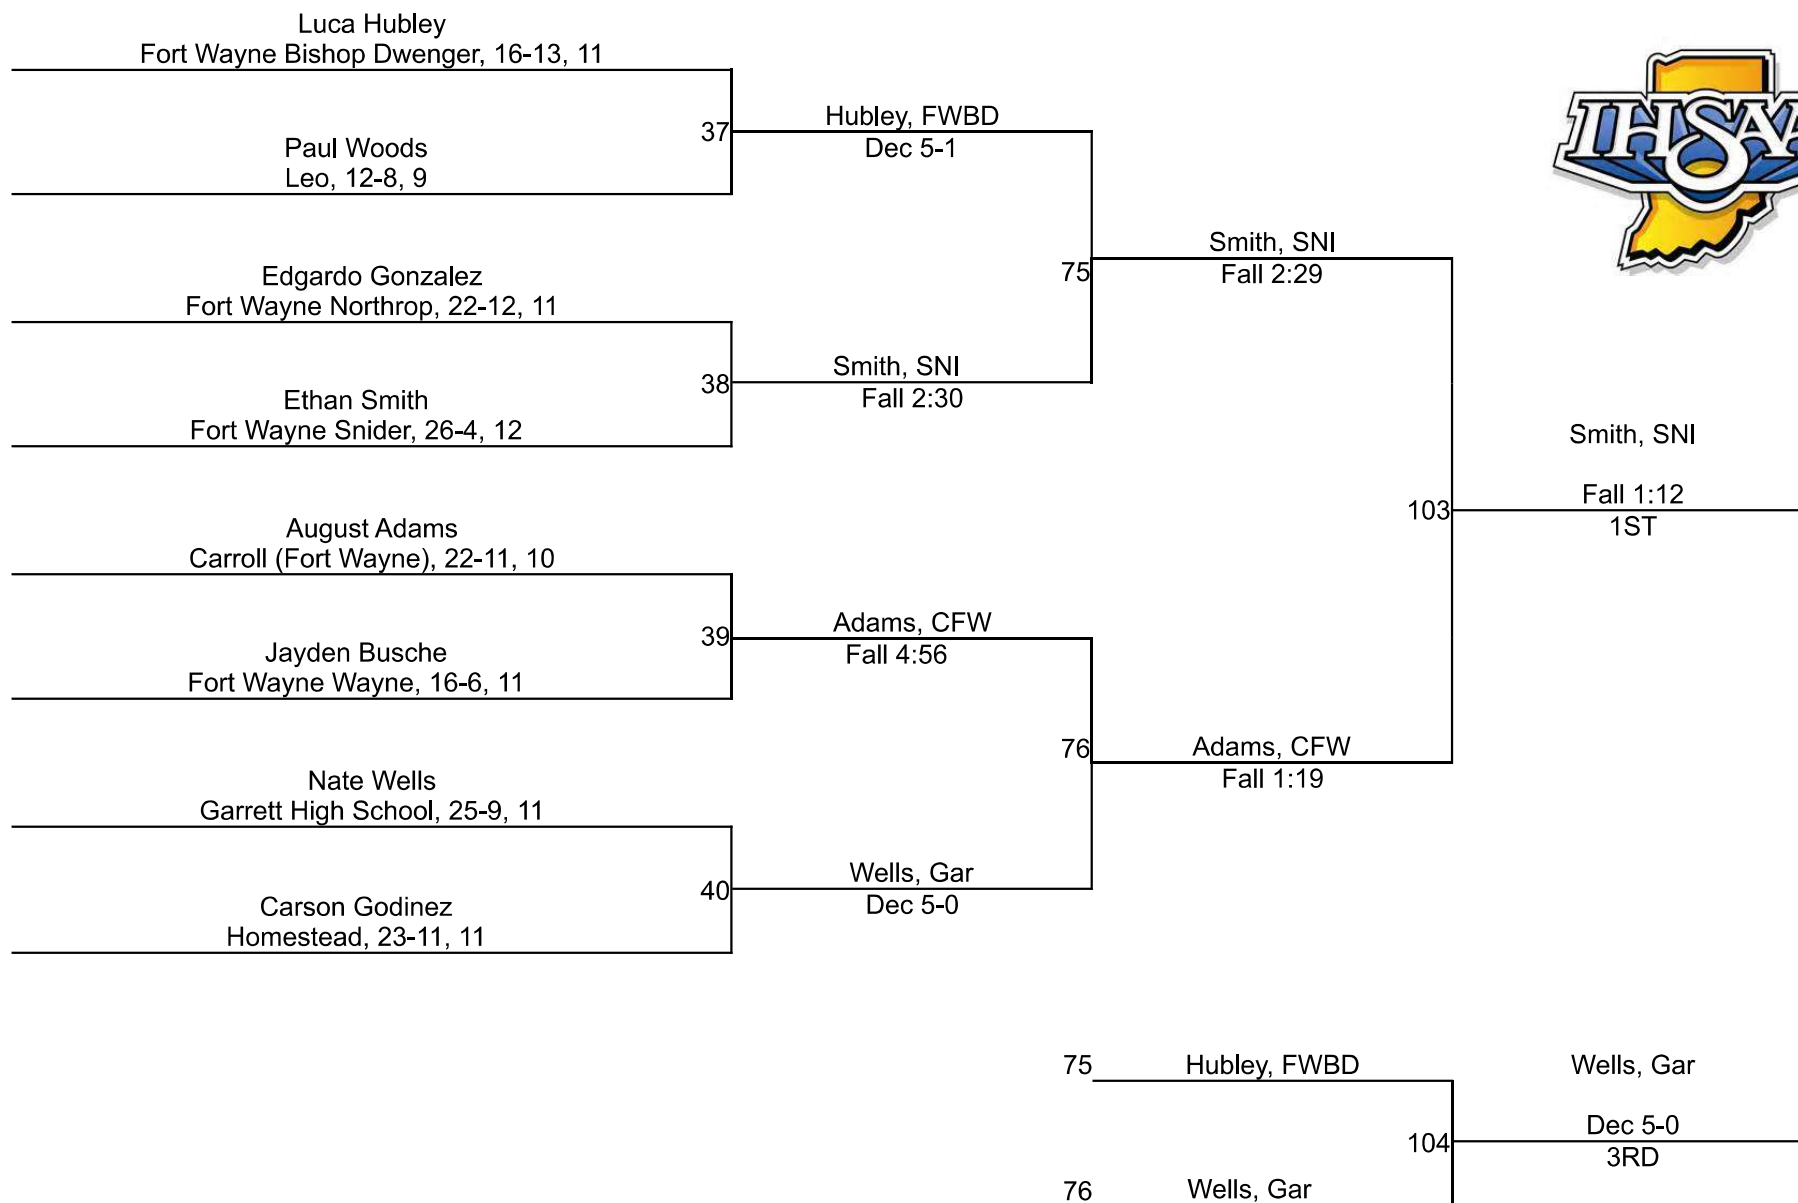 Luca Hubley
Fort Wayne Bishop Dwenger, 16-13, 11
37
Paul Woods
Leo, 12-8, 9
Hubley, FWBD
Dec 5-1
Edgardo Gonzalez
Fort Wayne Northrop, 22-12, 11
38
Ethan Smith
Fort Wayne Snider, 26-4, 12
Smith, SNI
Fall 2:30
75
Smith, SNI
Fall 2:29
August Adams
Carroll (Fort Wayne), 22-11, 10
39
Jayden Busche
Fort Wayne Wayne, 16-6, 11
Adams, CFW
Fall 4:56
Nate Wells
Garrett High School, 25-9, 11
40
Carson Godinez
Homestead, 23-11, 11
Wells, Gar
Dec 5-0
76
Adams, CFW
Fall 1:19
103
Smith, SNI
Fall 1:12
1ST
IHSAA
75
Hubley, FWBD
76
Wells, Gar
104
Wells, Gar
Dec 5-0
3RD